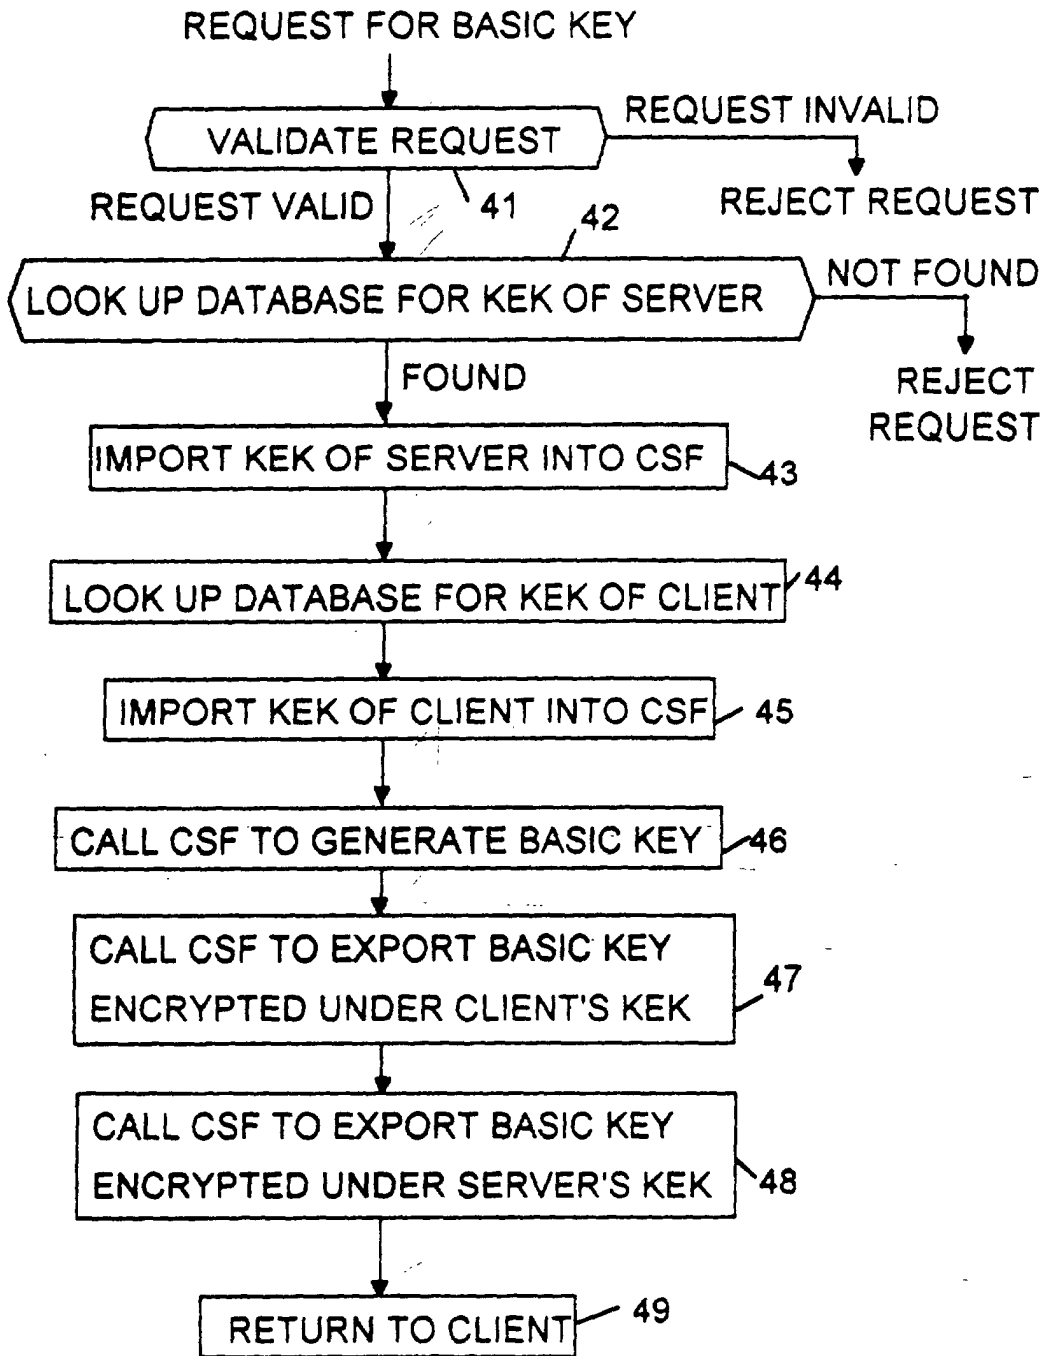 REQUEST FOR BASIC KEY
VALIDATE REQUEST
REQUEST INVALID
REJECT REQUEST
41
REQUEST VALID
42
LOOK UP DATABASE FOR KEK OF SERVER
NOT FOUND
REJECT
REQUEST
FOUND
IMPORT KEK OF SERVER INTO CSF
43
LOOK UP DATABASE FOR KEK OF CLIENT
44
IMPORT KEK OF CLIENT INTO CSF
45
CALL CSF TO GENERATE BASIC KEY
46
CALL CSF TO EXPORT BASIC KEY
ENCRYPTED UNDER CLIENT'S KEK
47
CALL CSF TO EXPORT BASIC KEY
ENCRYPTED UNDER SERVER'S KEK
48
RETURN TO CLIENT
49